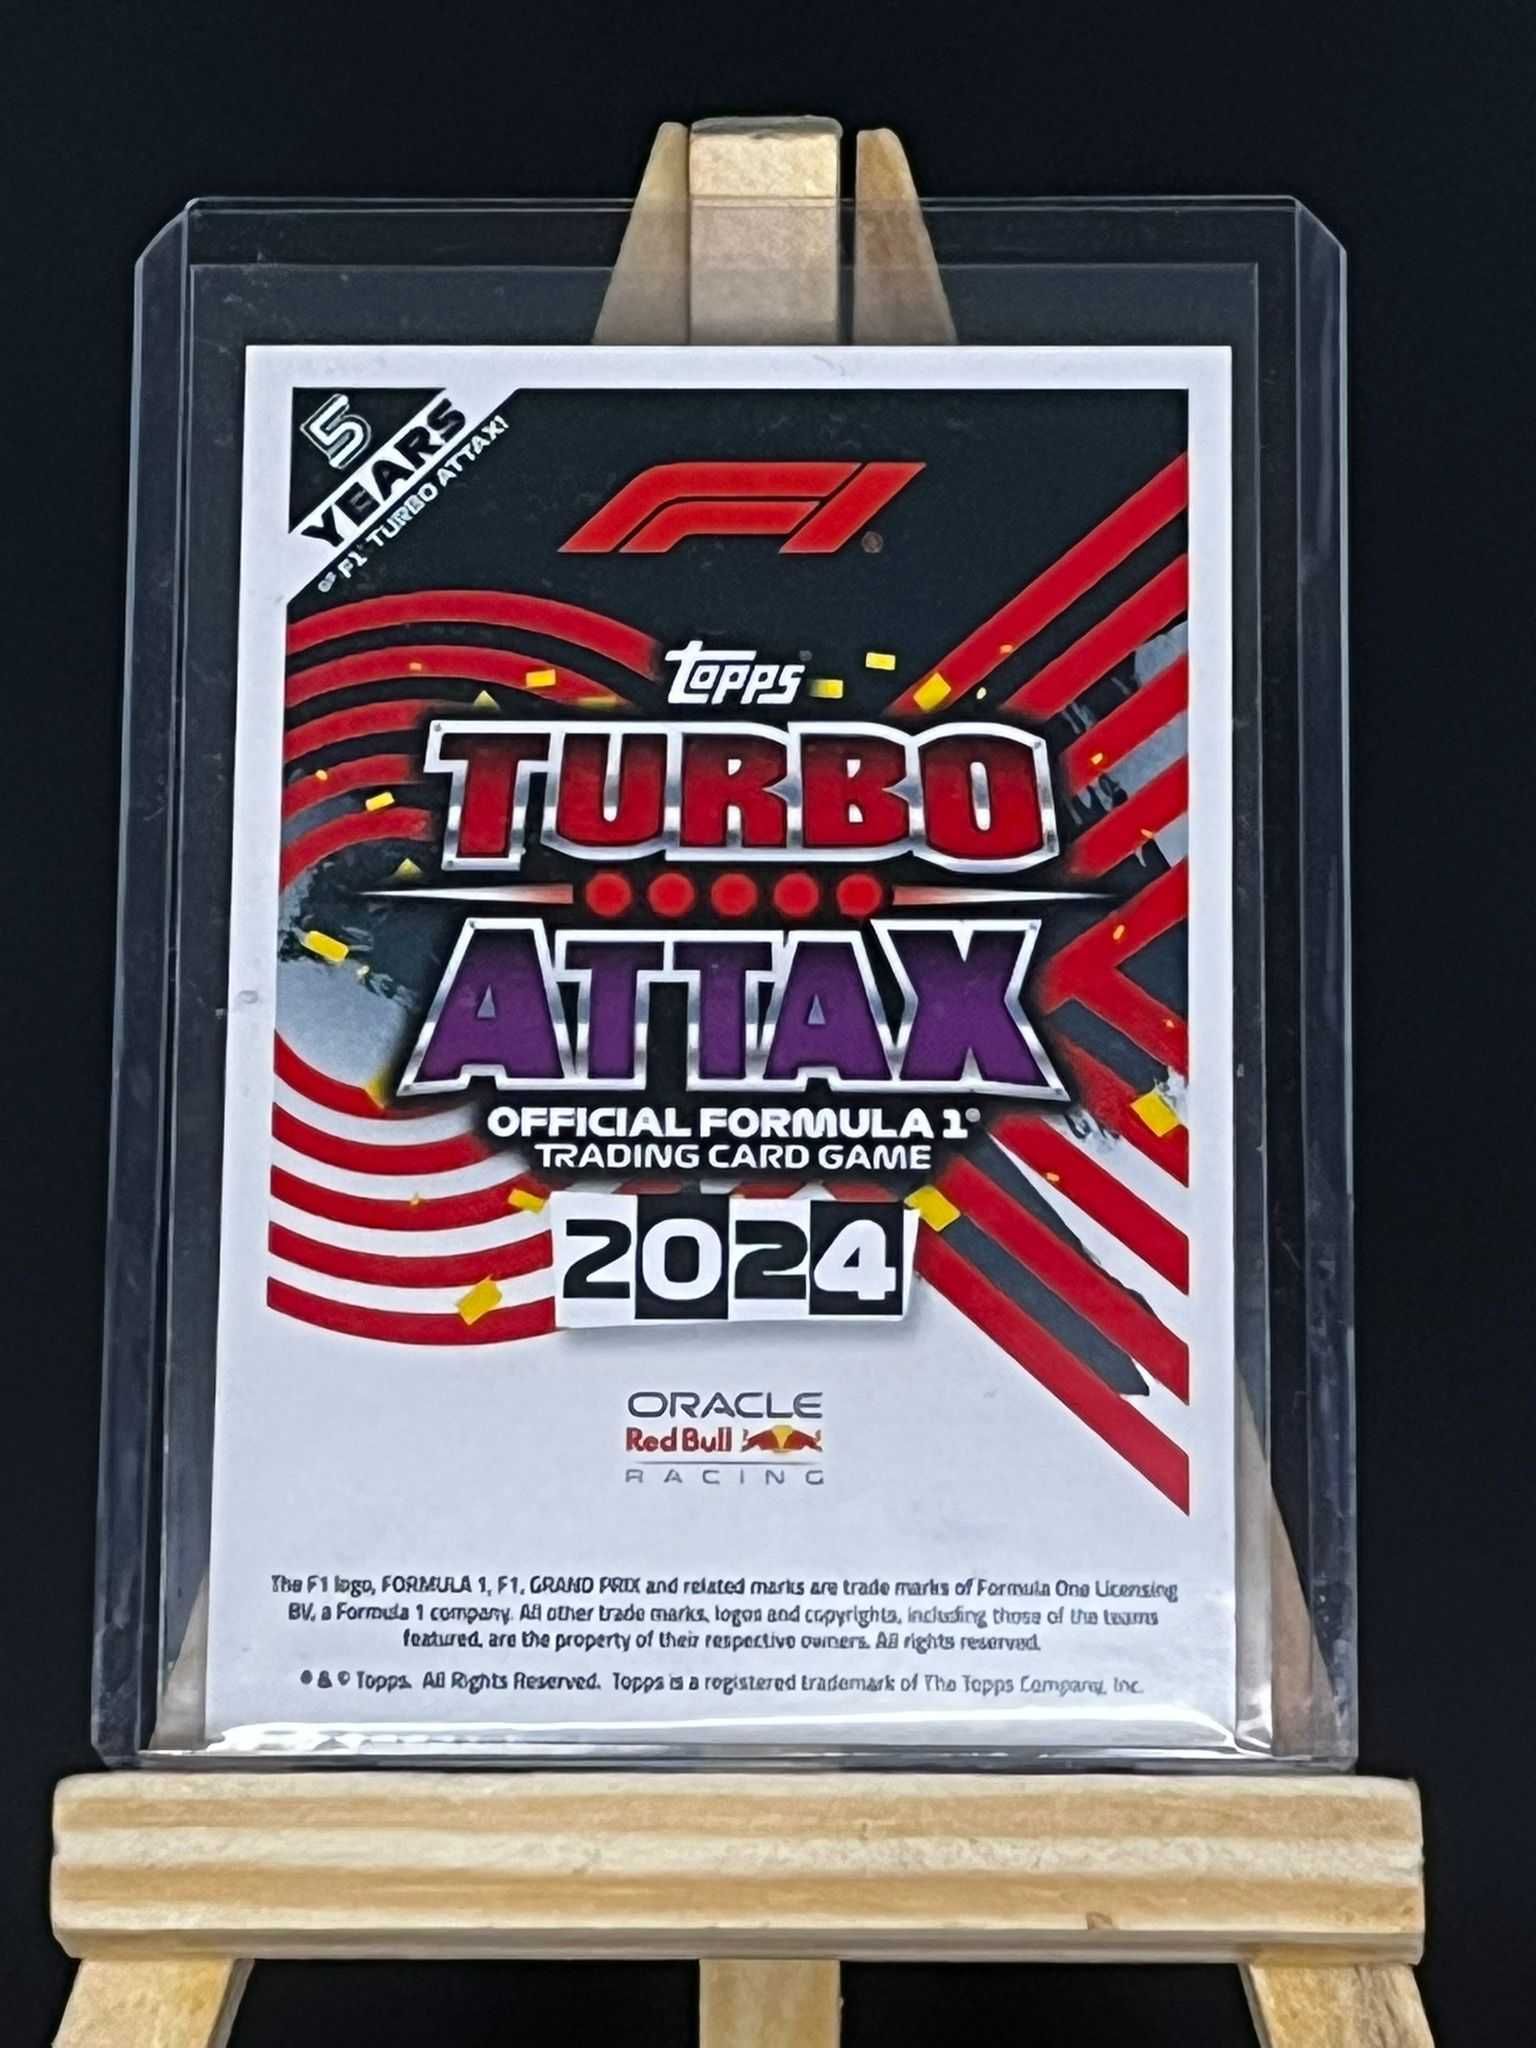 5
YEARS
OF F1 TURBO ATTAX!
F1
Topps
TURBO
ATTAX
OFFICIAL FORMULA 1®
TRADING CARD GAME
2024
ORACLE
Red Bull
RACING
The F1 logo, FORMULA 1, F1, GRAND PRIX and related marks are trade marks of Formula One Licensing
BV, a Formula 1 company. All other trade marks, logos and copyrights, including those of the teams
featured, are the property of their respective owners. All rights reserved.
® & © Topps. All Rights Reserved. Topps is a registered trademark of The Topps Company, Inc.